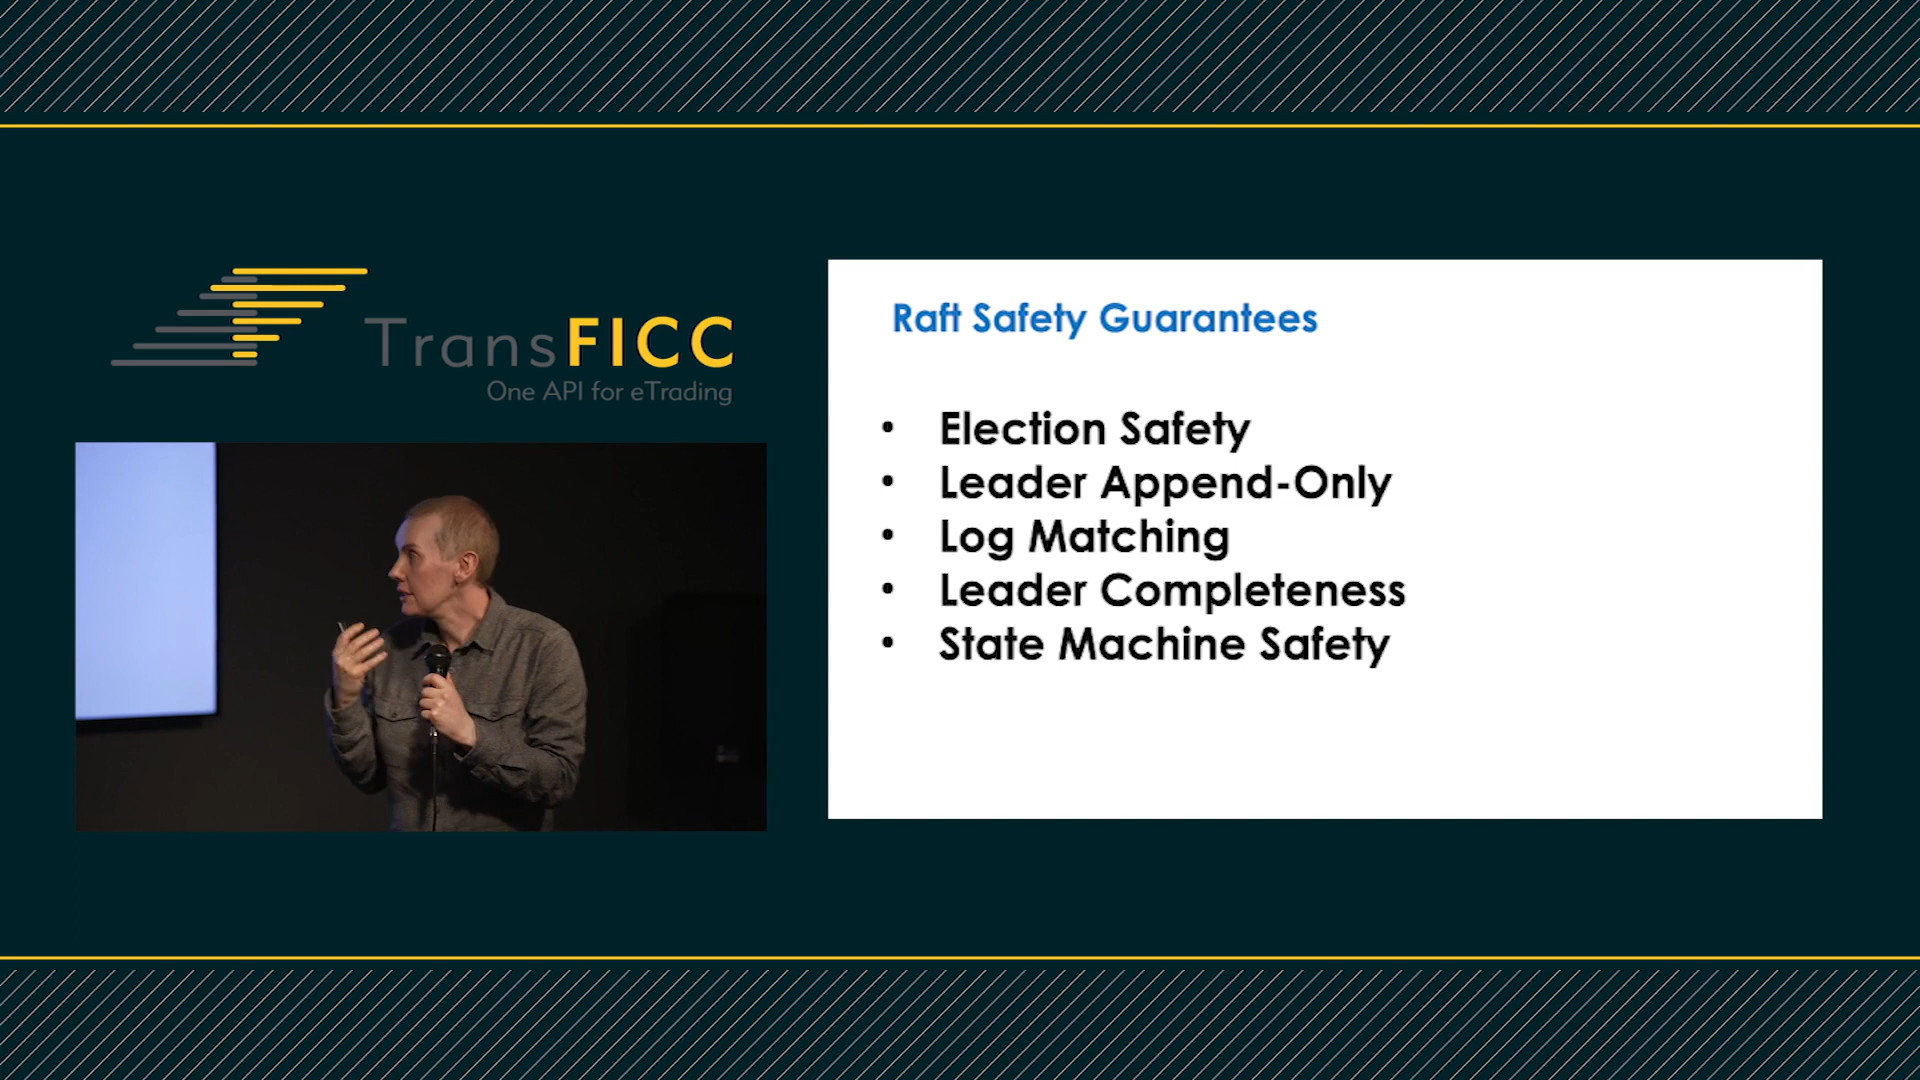 TransFICC
One API for eTrading
Raft Safety Guarantees
• Election Safety
• Leader Append-Only
• Log Matching
• Leader Completeness
• State Machine Safety